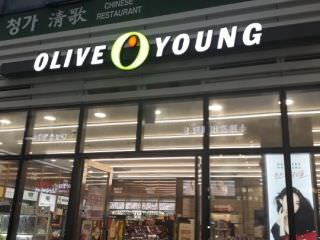 청가 清歌
CHINESE
RESTAURANT
OLIVE YOUNG